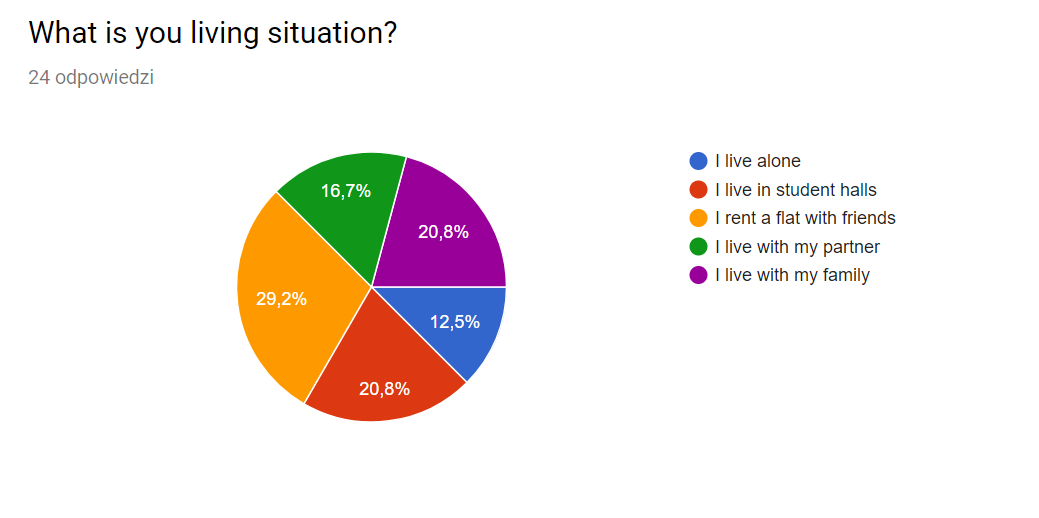 What is you living situation?
24 odpowiedzi
16,7%
20,8%
29,2%
12,5%
20,8%
I live alone
I live in student halls
I rent a flat with friends
I live with my partner
I live with my family